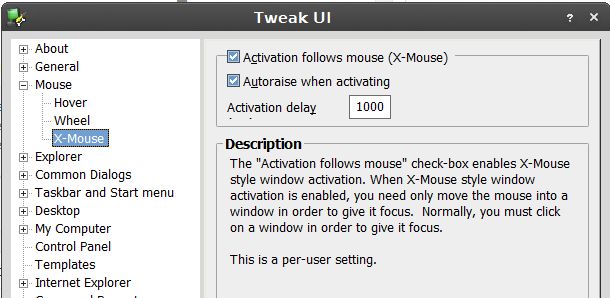 Tweak UI
? ×
About
General
Mouse
Hover
Wheel
X-Mouse
Explorer
Common Dialogs
Taskbar and Start menu
Desktop
My Computer
Control Panel
Templates
Internet Explorer
Activation follows mouse (X-Mouse)
Autoraise when activating
Activation delay
1000
Description
The "Activation follows mouse" check-box enables X-Mouse
style window activation. When X-Mouse style window
activation is enabled, you need only move the mouse into a
window in order to give it focus.  Normally, you must click
on a window in order to give it focus.
This is a per-user setting.